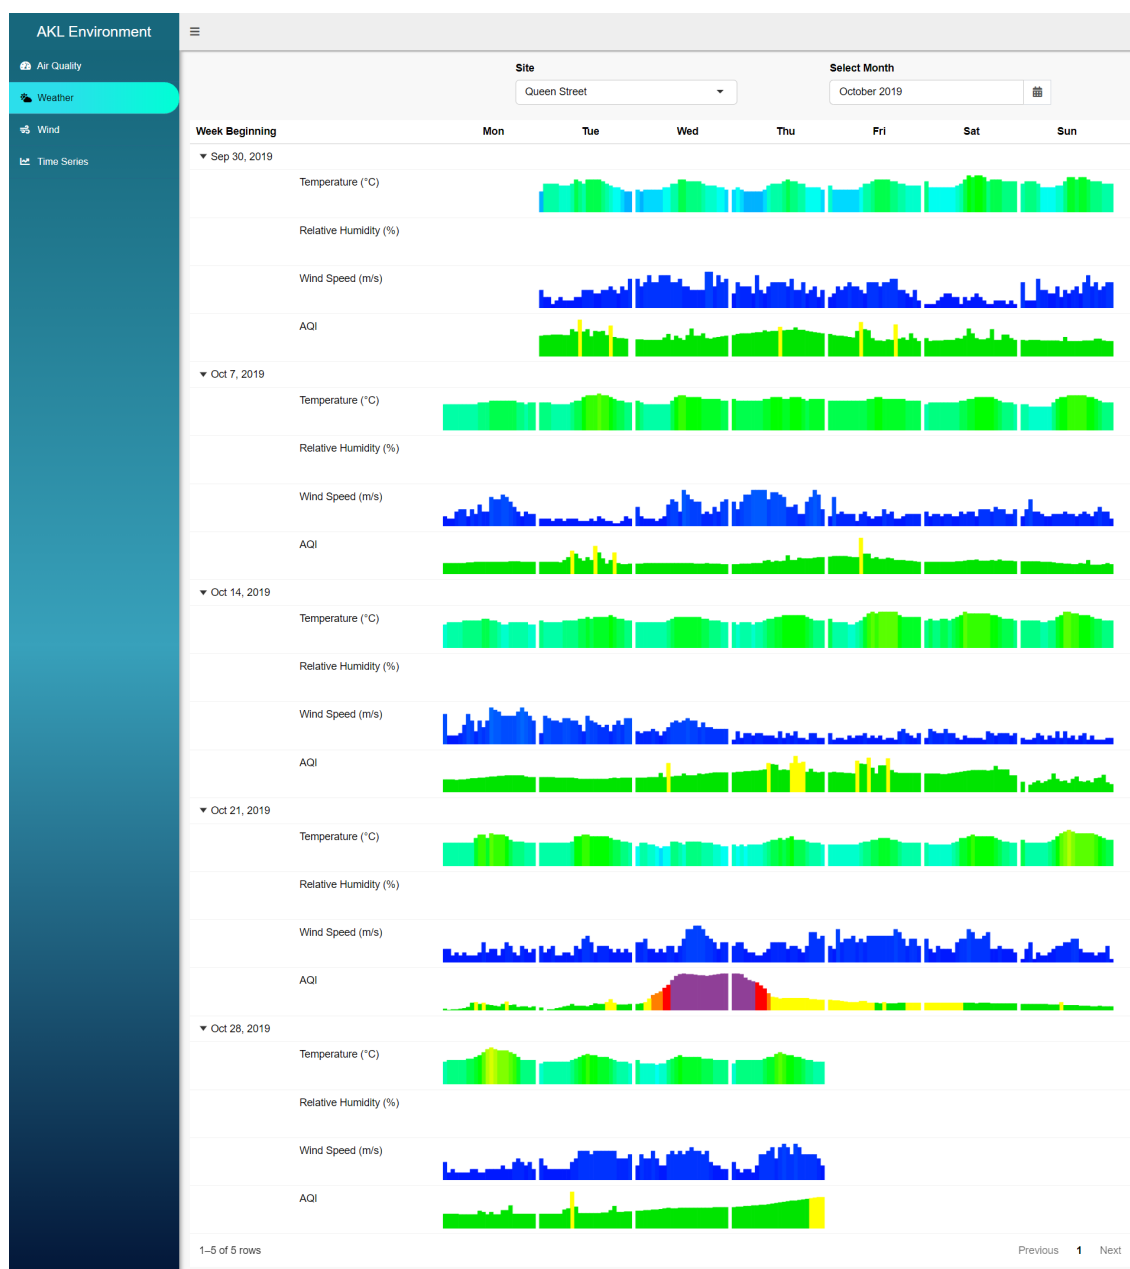 AKL Environment
Air Quality
Weather
Wind
Time Series
Site
Select Month
Queen Street
October 2019
Week Beginning Mon Tue Wed Thu Fri Sat Sun
Sep 30, 2019
Temperature (°C)
Relative Humidity (%)
Wind Speed (m/s)
AQI
Oct 7, 2019
Temperature (°C)
Relative Humidity (%)
Wind Speed (m/s)
AQI
Oct 14, 2019
Temperature (°C)
Relative Humidity (%)
Wind Speed (m/s)
AQI
Oct 21, 2019
Temperature (°C)
Relative Humidity (%)
Wind Speed (m/s)
AQI
Oct 28, 2019
Temperature (°C)
Relative Humidity (%)
Wind Speed (m/s)
AQI
1–5 of 5 rows
Previous 1 Next